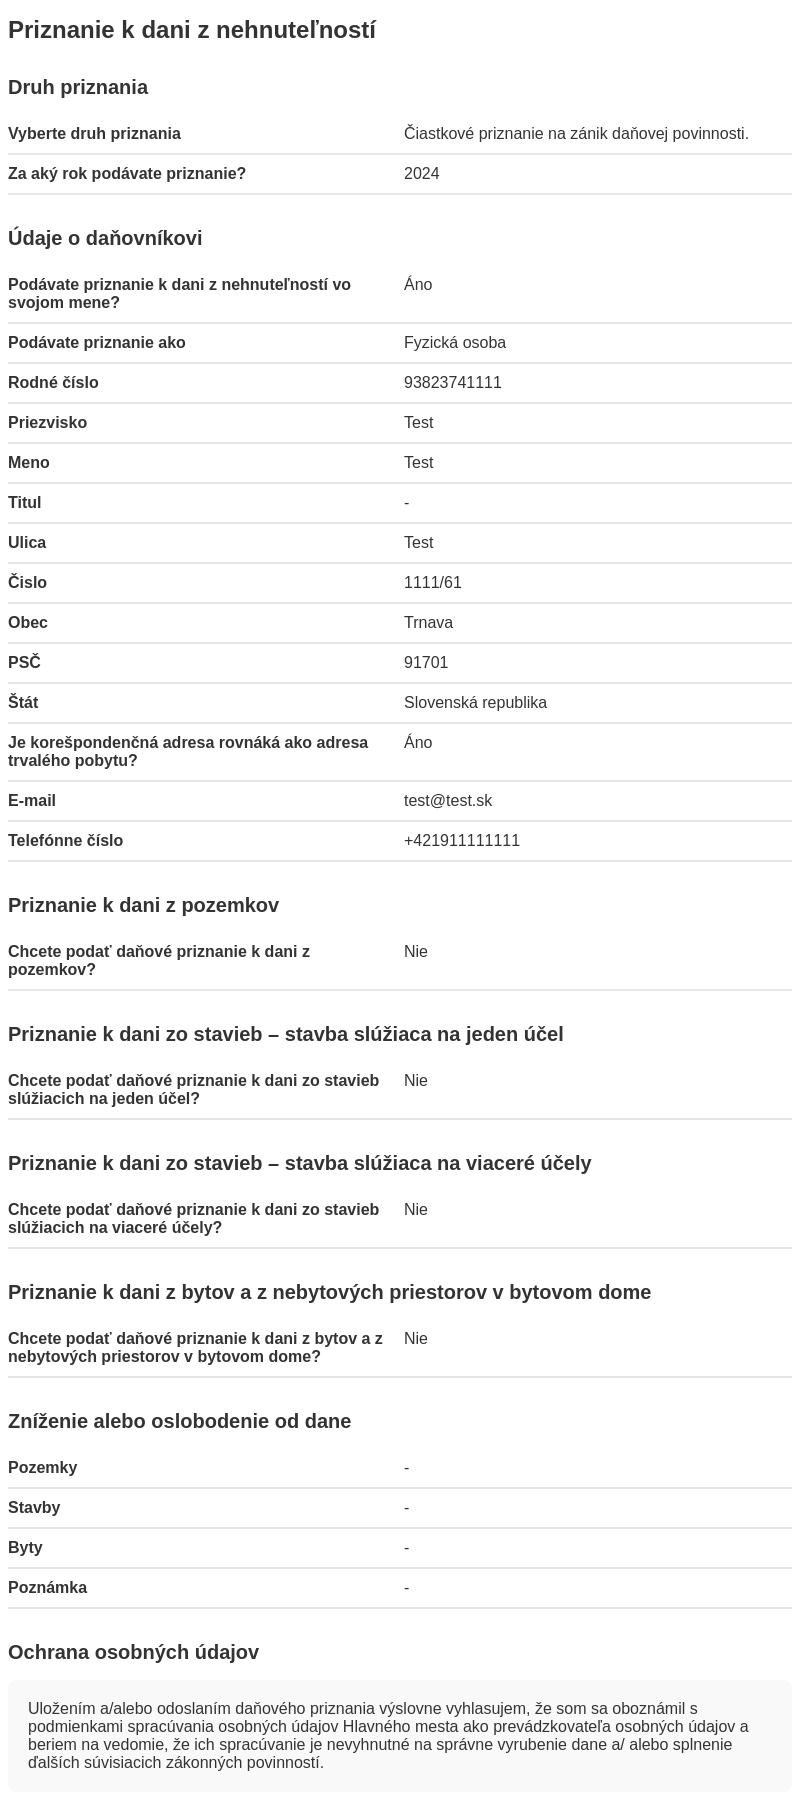 Priznanie k dani z nehnuteľností
Druh priznania
Vyberte druh priznania Čiastkové priznanie na zánik daňovej povinnosti.
Za aký rok podávate priznanie? 2024
Údaje o daňovníkovi
Podávate priznanie k dani z nehnuteľností vo Áno
svojom mene?
Podávate priznanie ako Fyzická osoba
Rodné číslo 93823741111
Priezvisko Test
Meno Test
Titul -
Ulica Test
Čislo 1111/61
Obec Trnava
PSČ 91701
Štát Slovenská republika
Je korešpondenčná adresa rovnáká ako adresa Áno
trvalého pobytu?
E-mail test@test.sk
Telefónne číslo +421911111111
Priznanie k dani z pozemkov
Chcete podať daňové priznanie k dani z Nie
pozemkov?
Priznanie k dani zo stavieb – stavba slúžiaca na jeden účel
Chcete podať daňové priznanie k dani zo stavieb Nie
slúžiacich na jeden účel?
Priznanie k dani zo stavieb – stavba slúžiaca na viaceré účely
Chcete podať daňové priznanie k dani zo stavieb Nie
slúžiacich na viaceré účely?
Priznanie k dani z bytov a z nebytových priestorov v bytovom dome
Chcete podať daňové priznanie k dani z bytov a z Nie
nebytových priestorov v bytovom dome?
Zníženie alebo oslobodenie od dane
Pozemky -
Stavby -
Byty -
Poznámka -
Ochrana osobných údajov
Uložením a/alebo odoslaním daňového priznania výslovne vyhlasujem, že som sa oboznámil s
podmienkami spracúvania osobných údajov Hlavného mesta ako prevádzkovateľa osobných údajov a
beriem na vedomie, že ich spracúvanie je nevyhnutné na správne vyrubenie dane a/ alebo splnenie
ďalších súvisiacich zákonných povinností.